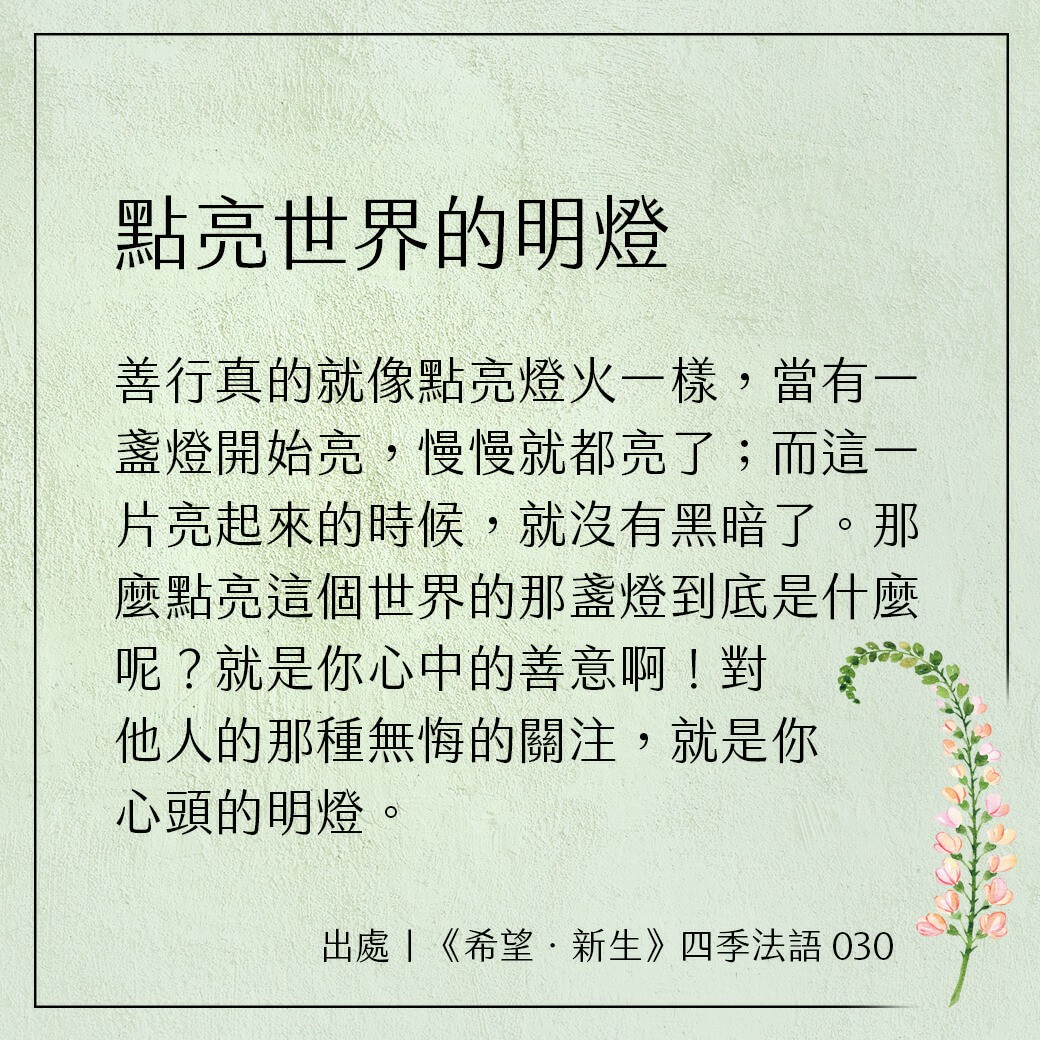 點亮世界的明燈
善行真的就像點亮燈火一樣，當有一
盞燈開始亮，慢慢就都亮了；而這一
片亮起來的時候，就沒有黑暗了。那
麼點亮這個世界的那盞燈到底是什麼
呢？就是你心中的善意啊！對
他人的那種無悔的關注，就是你
心頭的明燈。
出處｜《希望．新生》四季法語 030